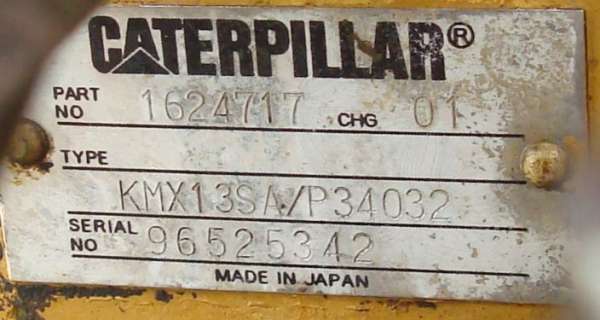 CATERPILLAR®
PART NO 1624717 CHG 01
TYPE
KMX13SA/P34032
SERIAL NO 96525342
MADE IN JAPAN